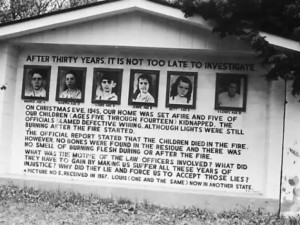 AFTER THIRTY YEARS, IT IS NOT TOO LATE TO INVESTIGATE
ON CHRISTMAS EVE, 1945, OUR HOME WAS SET AFIRE AND FIVE OF
OUR CHILDREN (AGES FIVE THROUGH FOURTEEN) KIDNAPPED. THE
OFFICIALS BLAMED DEFECTIVE WIRING, ALTHOUGH LIGHTS WERE STILL
BURNING AFTER THE FIRE STARTED.
THE OFFICIAL REPORT STATED THAT THE CHILDREN DIED IN THE FIRE.
HOWEVER, NO BONES WERE FOUND IN THE RESIDUE AND THERE WAS
NO SMELL OF BURNING FLESH DURING OR AFTER THE FIRE.
WHAT WAS THE MOTIVE OF THE LAW OFFICERS INVOLVED? WHAT DID
THEY HAVE TO GAIN BY MAKING US SUFFER ALL THESE YEARS OF
INJUSTICE? WHY DID THEY LIE AND FORCE US TO ACCEPT THOSE LIES?
PICTURE NO 6, RECEIVED IN 1967, LOUIS (ONE AND THE SAME) NOW IN ANOTHER STATE.